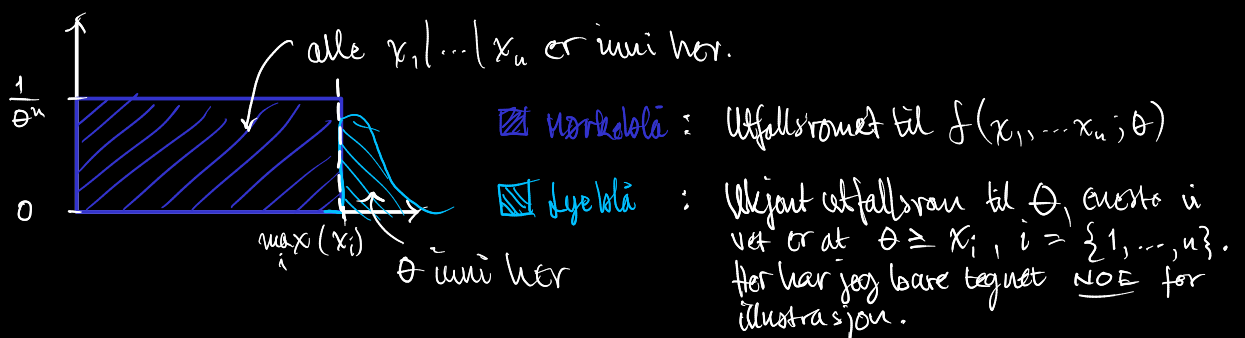 alle x₁,...,xₙ er inni her.
1/θⁿ
mørkeblå : Utfallsrommet til f(x₁,...xₙ;θ)
0
lyeblå : Ukjent utfallsrom til θ, eneste vi
vet er at θ ≥ xᵢ, i = {1,...,n}.
Her har jeg bare tegnet NOE for
illustrasjon.
max(xᵢ)
i
θ inni her